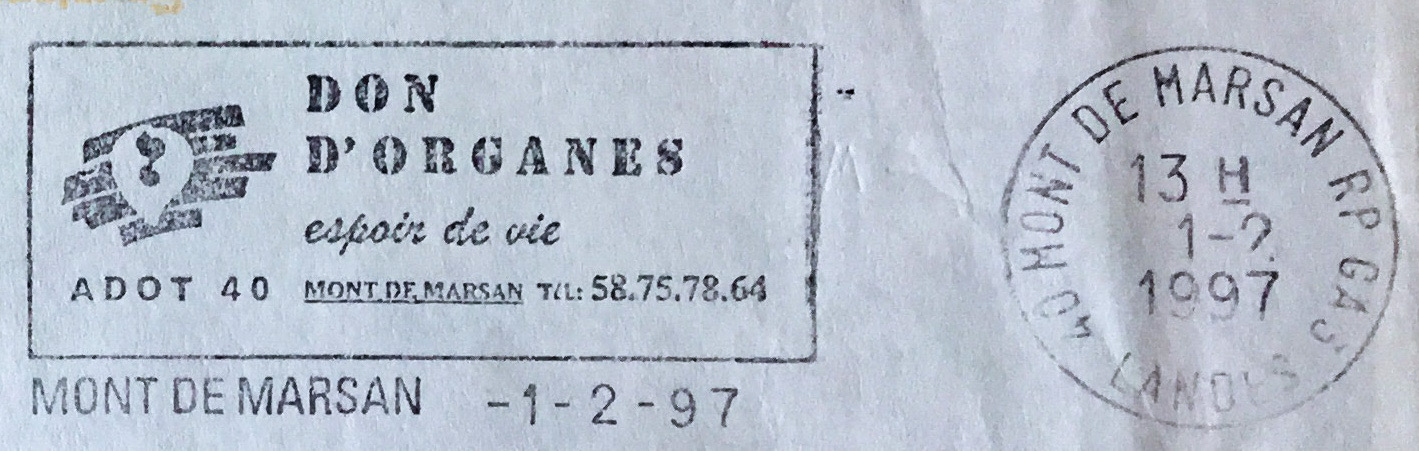 DON
D'ORGANES
espoir de vie
ADOT 40 MONT DE MARSAN TÉL: 58.75.78.64
MONT DE MARSAN -1-2-97
MONT DE MARSAN RP
13 H
1-2
1997
LANDES